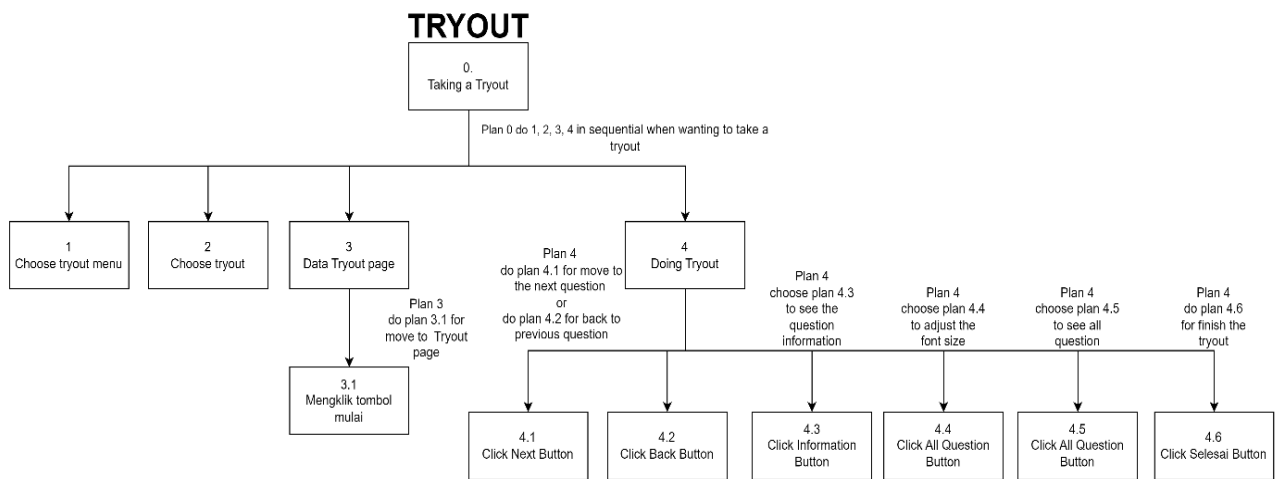 TRYOUT
0.
Taking a Tryout
Plan 0 do 1, 2, 3, 4 in sequential when wanting to take a
tryout
1
Choose tryout menu
2
Choose tryout
3
Data Tryout page
4
Doing Tryout
Plan 3
do plan 3.1 for
move to Tryout
page
3.1
Mengklik tombol
mulai
Plan 4
do plan 4.1 for move to
the next question
or
do plan 4.2 for back to
previous question
Plan 4
choose plan 4.3
to see the
question
information
Plan 4
choose plan 4.4
to adjust the
font size
Plan 4
choose plan 4.5
to see all
question
Plan 4
do plan 4.6
for finish the
tryout
4.1
Click Next Button
4.2
Click Back Button
4.3
Click Information
Button
4.4
Click All Question
Button
4.5
Click All Question
Button
4.6
Click Selesai Button